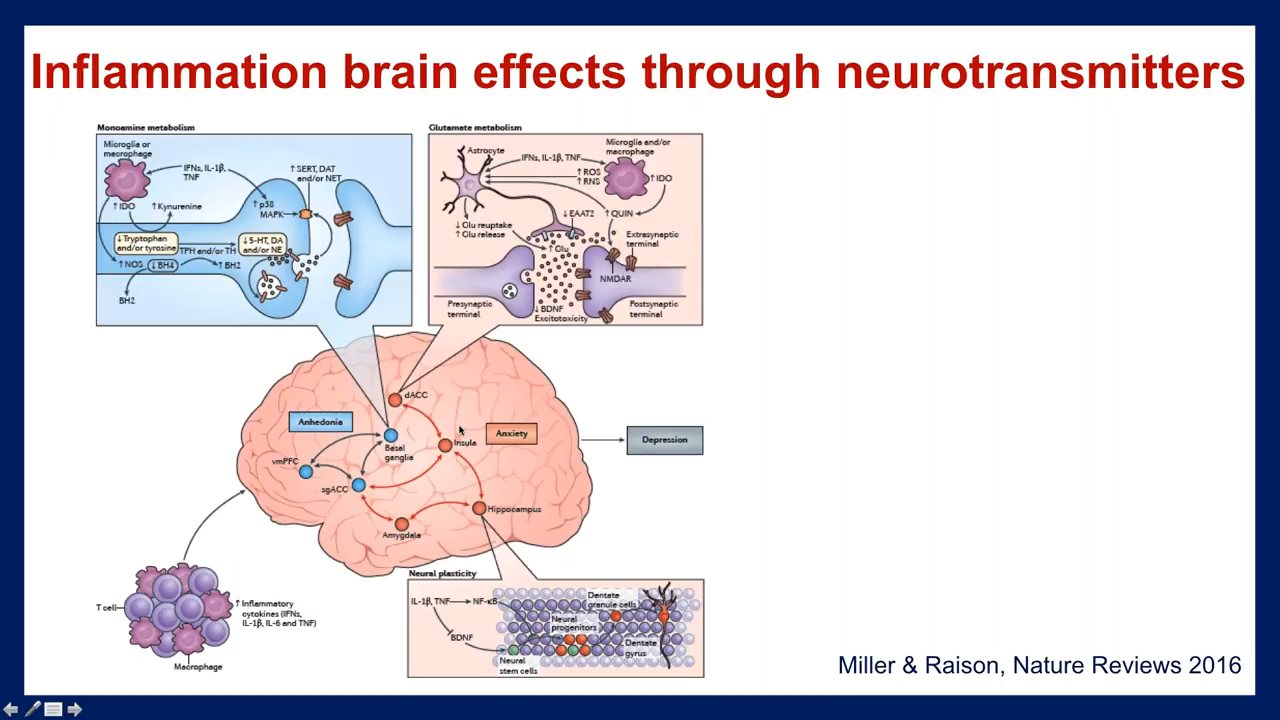 Inflammation brain effects through neurotransmitters
Monoamine metabolism
Microglia or
macrophage
IFNs, IL-1β,
TNF
↑ SERT, DAT
and/or NET
↑ p38
MAPK
↑ IDO
↑ Kynurenine
↓ Tryptophan
and/or tyrosine
TPH and/or TH
↓ 5-HT, DA
and/or NE
↑ NOS
↓ BH4
↑ BH2
BH2
Glutamate metabolism
Astrocyte
IFNs, IL-1β, TNF
Microglia and/or
macrophage
↑ ROS
↑ RNS
↑ IDO
↓ EAAT2
↑ QUIN
↓ Glu reuptake
↑ Glu release
↑ Glu
Extrasynaptic
terminal
NMDAR
Presynaptic
terminal
↓ BDNF
Excitotoxicity
Postsynaptic
terminal
dACC
Anhedonia
Anxiety
Insula
Basal
ganglia
vmPFC
sgACC
Hippocampus
Amygdala
Depression
T cell
↑ Inflammatory
cytokines (IFNs,
IL-1β, IL-6 and TNF)
Macrophage
Neural plasticity
IL-1β, TNF
NF-κB
BDNF
Dentate
granule cells
Neural
progenitors
Dentate
gyrus
Neural
stem cells
Miller & Raison, Nature Reviews 2016